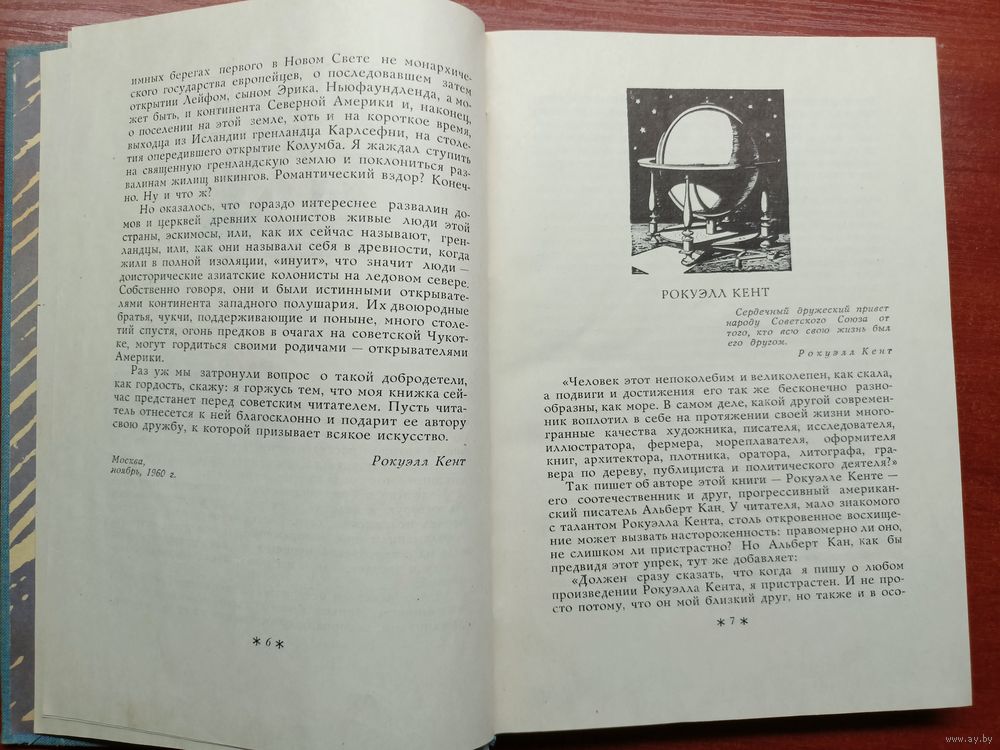 имных берегах первого в Новом Свете не монархиче-
ского государства европейцев, о последовавшем затем
открытии Лейфом, сыном Эрика, Ньюфаундленда, а мо-
жет быть, и континента Северной Америки и, наконец,
о поселении на этой земле, хоть и на короткое время,
выходца из Исландии гренландца Карлсефни, на столе-
тия опередившего открытие Колумба. Я жаждал ступить
на священную гренландскую землю и поклониться раз-
валинам жилищ викингов. Романтический вздор? Конеч-
но. Ну и что ж?
Но оказалось, что гораздо интереснее развалин до-
мов и церквей древних колонистов живые люди этой
страны, эскимосы, или, как их сейчас называют, грен-
ландцы, или, как они называли себя в древности, когда
жили в полной изоляции, «инуит», что значит люди —
доисторические азиатские колонисты на ледовом севере.
Собственно говоря, они и были истинными открывате-
лями континента западного полушария. Их двоюродные
братья, чукчи, поддерживающие и поныне, много столе-
тий спустя, огонь предков в очагах на советской Чукот-
ке, могут гордиться своими родичами — открывателями
Америки.
Раз уж мы затронули вопрос о такой добродетели,
как гордость, скажу: я горжусь тем, что моя книжка сей-
час предстанет перед советским читателем. Пусть чита-
тель отнесется к ней благосклонно и подарит ее автору
свою дружбу, к которой призывает всякое искусство.
Рокуэлл Кент
Москва,
ноябрь, 1960 г.
* 6 *
РОКУЭЛЛ КЕНТ
Сердечный дружеский привет
народу Советского Союза от
того, кто всю свою жизнь был
его другом.
Рокуэлл Кент
«Человек этот непоколебим и великолепен, как скала,
а подвиги и достижения его так же бесконечно разно-
образны, как море. В самом деле, какой другой современ-
ник воплотил в себе на протяжении своей жизни много-
гранные качества художника, писателя, исследователя,
иллюстратора, фермера, мореплавателя, оформителя
книг, архитектора, плотника, оратора, литографа, гра-
вера по дереву, публициста и политического деятеля?»
Так пишет об авторе этой книги — Рокуэлле Кенте —
его соотечественник и друг, прогрессивный американ-
ский писатель Альберт Кан. У читателя, мало знакомого
с талантом Рокуэлла Кента, столь откровенное восхище-
ние может вызвать настороженность: правомерно ли оно,
не слишком ли пристрастно? Но Альберт Кан, как бы
предвидя этот упрек, тут же добавляет:
«Должен сразу сказать, что когда я пишу о любом
произведении Рокуэлла Кента, я пристрастен. И не про-
сто потому, что он мой близкий друг, но также и в осо-
* 7 *
www.ay.by